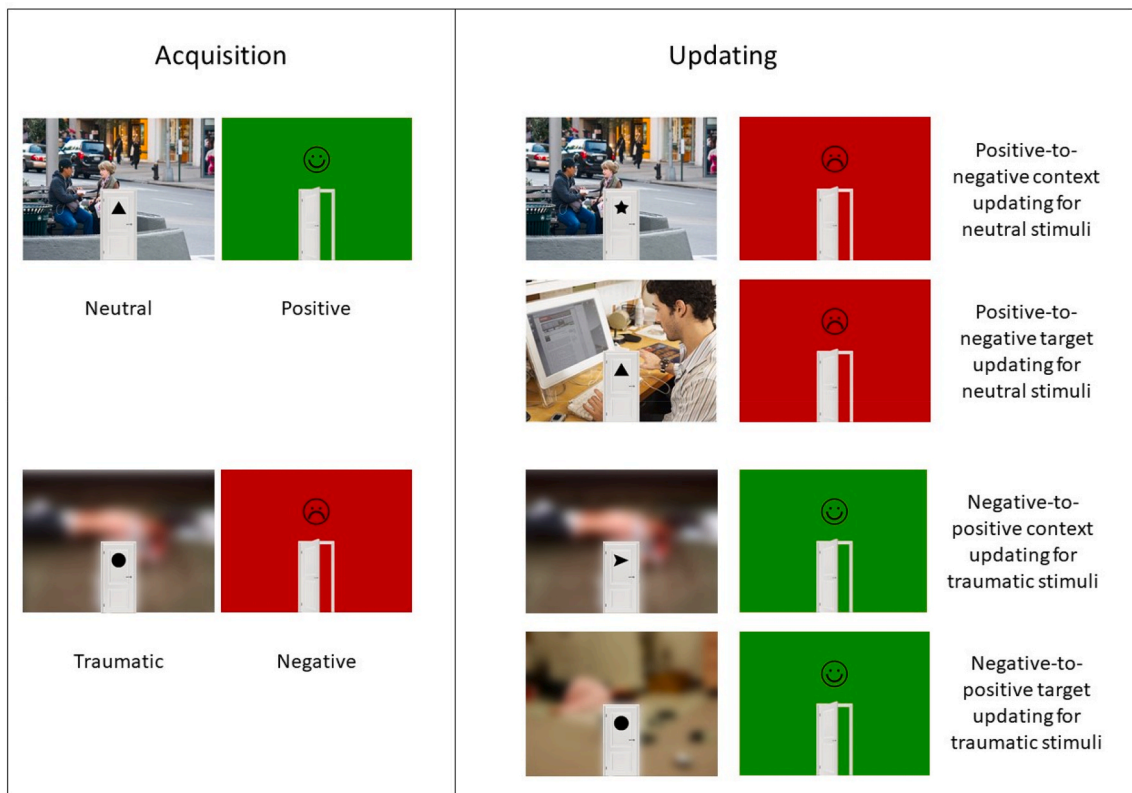 Acquisition
Neutral
Positive
Traumatic
Negative
Updating
Positive-to-
negative context
updating for
neutral stimuli
Positive-to-
negative target
updating for
neutral stimuli
Negative-to-
positive context
updating for
traumatic stimuli
Negative-to-
positive target
updating for
traumatic stimuli